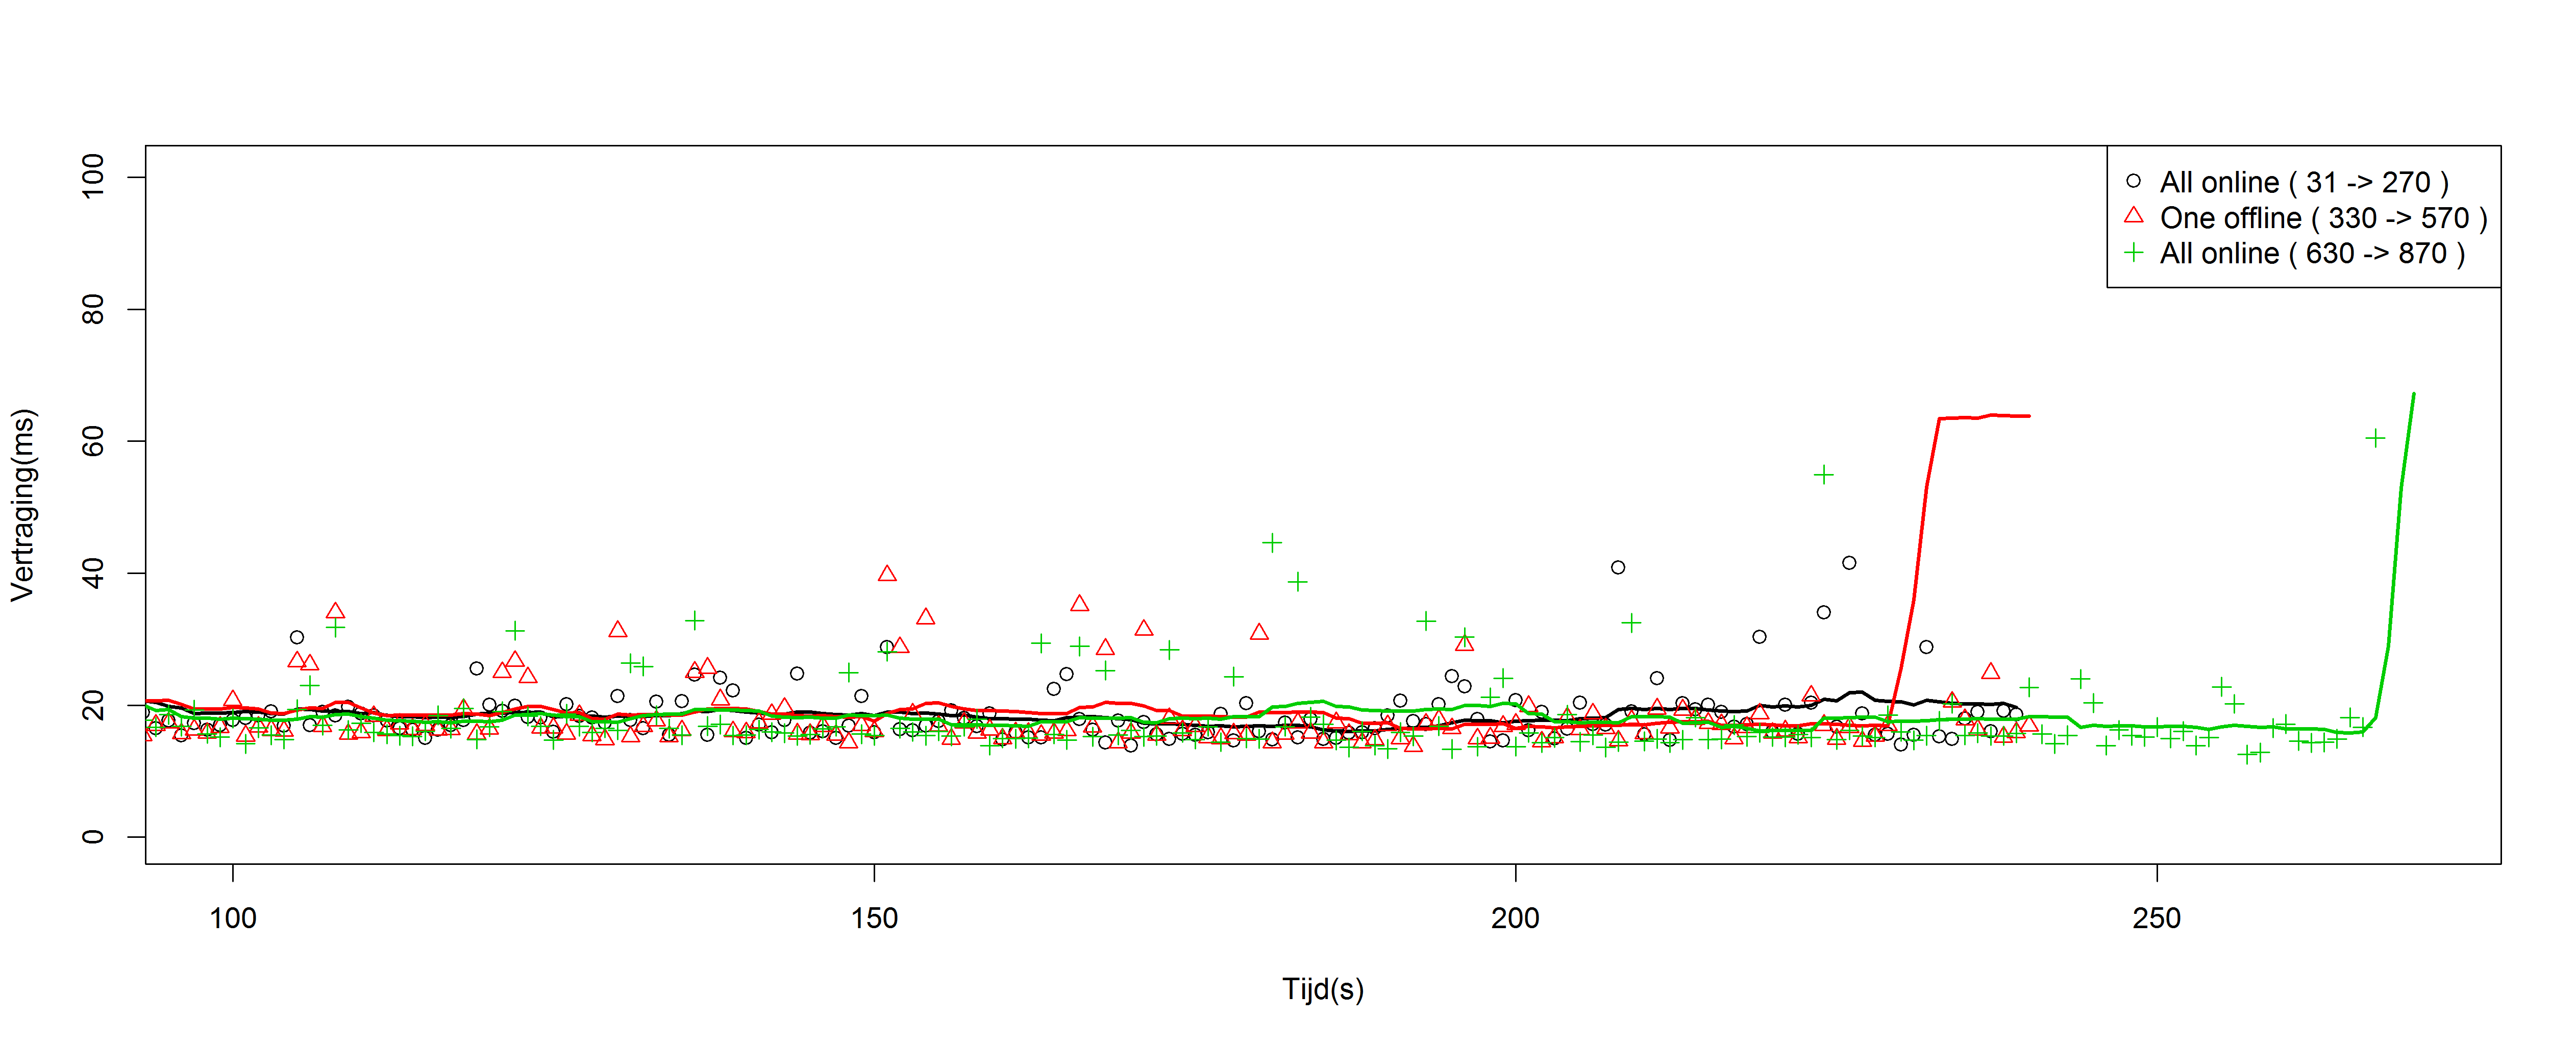 All online ( 31 -> 270 )
One offline ( 330 -> 570 )
All online ( 630 -> 870 )
Vertraging(ms)
100
80
60
40
20
0
100
150
200
250
Tijd(s)